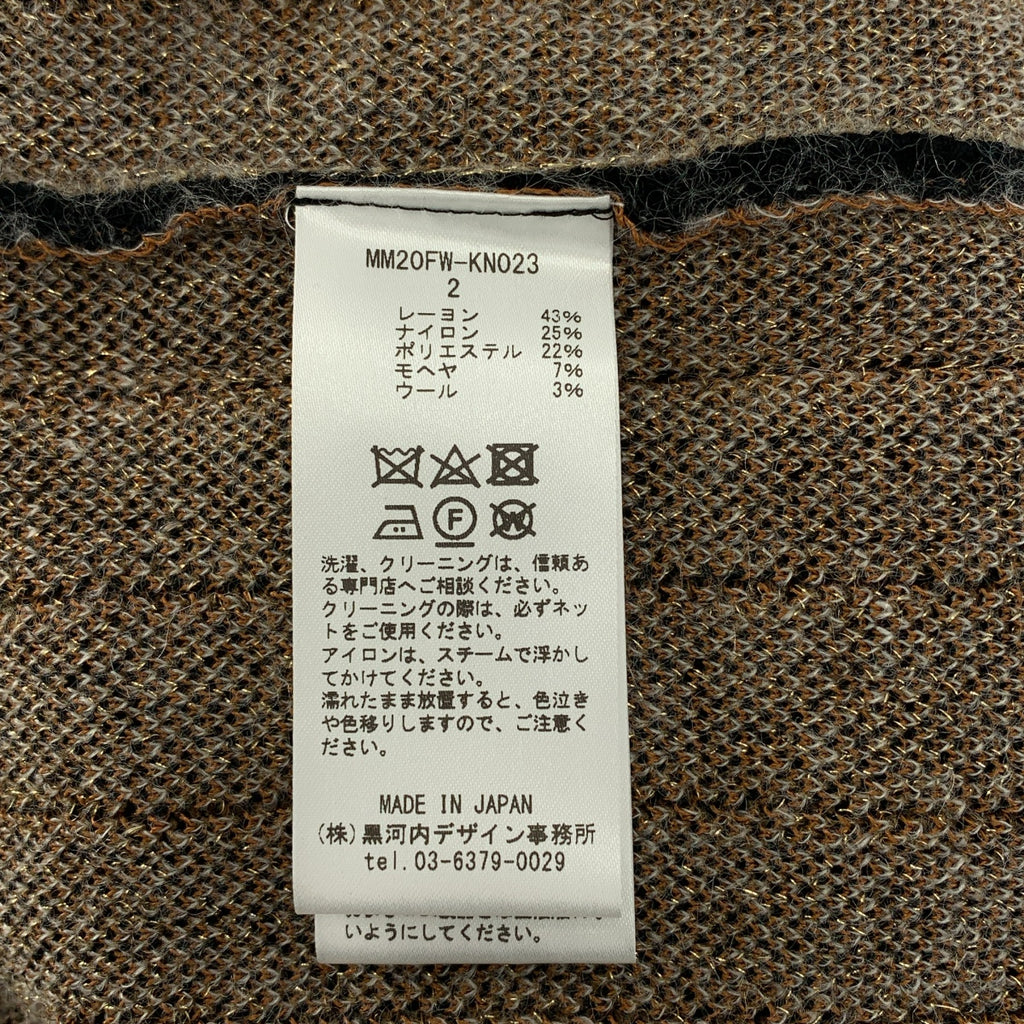 MM20FW-KN023
2
レーヨン 43%
ナイロン 25%
ポリエステル 22%
モヘヤ 7%
ウール 3%
F
W
洗濯、クリーニングは、信頼あ
る専門店へご相談ください。
クリーニングの際は、必ずネッ
トをご使用ください。
アイロンは、スチームで浮かし
てかけてください。
濡れたまま放置すると、色泣き
や色移りしますので、ご注意く
ださい。
MADE IN JAPAN
(株)黒河内デザイン事務所
tel.03-6379-0029
いようにしてください。